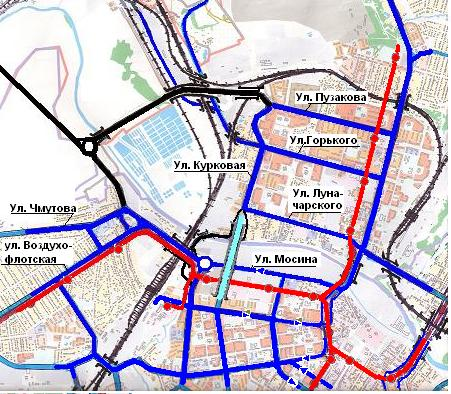 Ул. Пузакова
Ул.Горького
Ул. Курковая
Ул. Луна-
чарского
Ул. Чмутова
ул. Воздухо-
флотская
Ул. Мосина